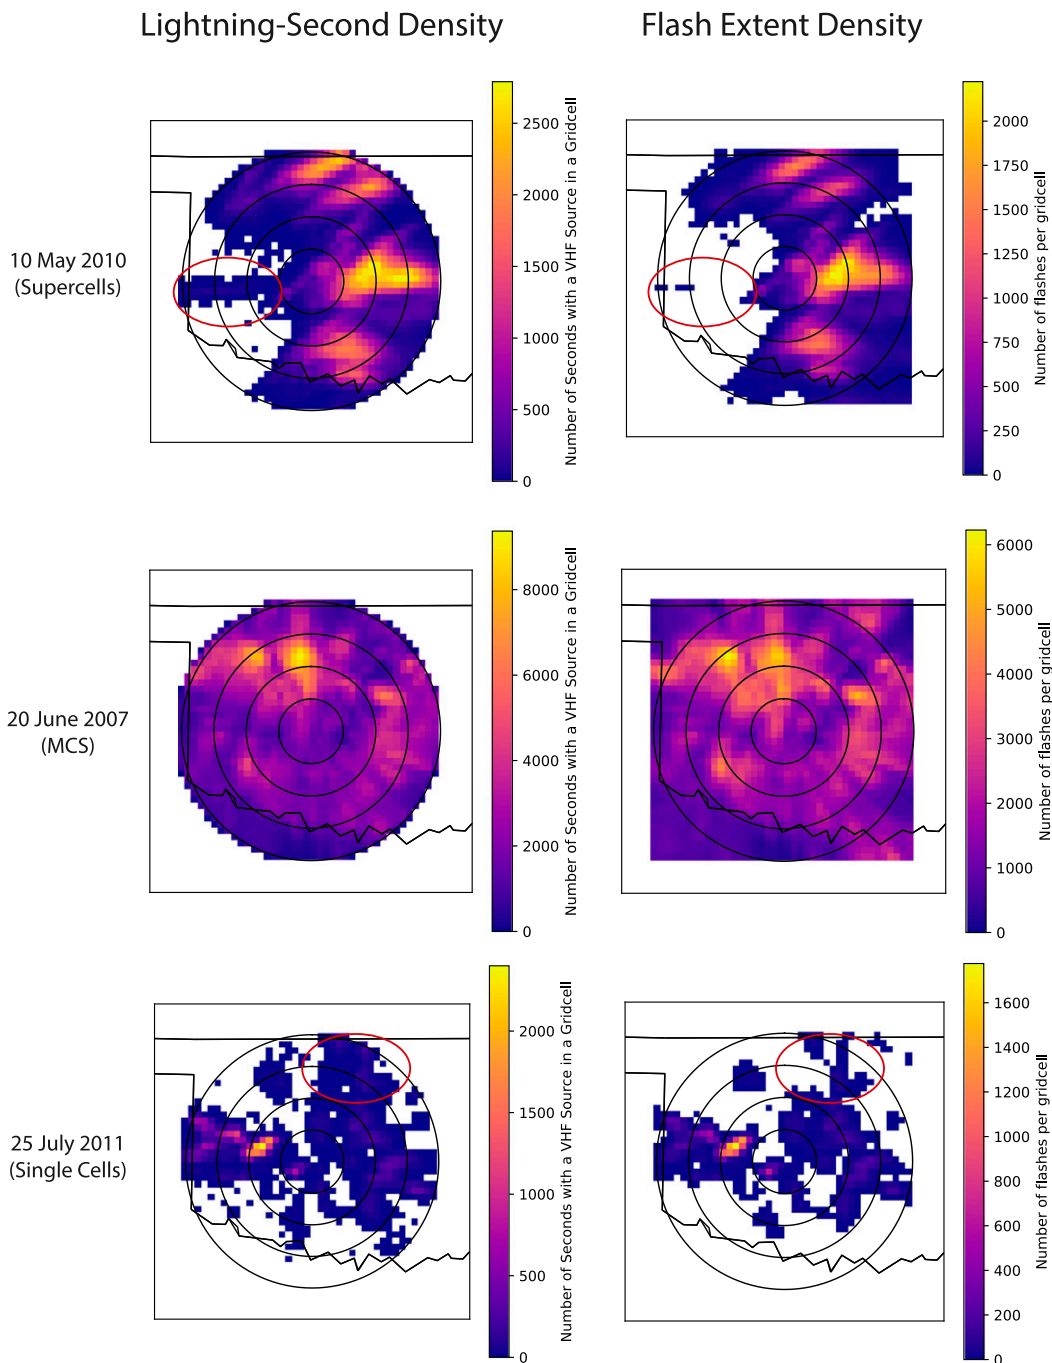 Lightning-Second Density
Flash Extent Density
10 May 2010
(Supercells)
2500
2000
1500
1000
500
0
Number of Seconds with a VHF Source in a Gridcell
2000
1750
1500
1250
1000
750
500
250
0
Number of flashes per gridcell
20 June 2007
(MCS)
8000
6000
4000
2000
0
Number of Seconds with a VHF Source in a Gridcell
6000
5000
4000
3000
2000
1000
0
Number of flashes per gridcell
25 July 2011
(Single Cells)
2000
1500
1000
500
0
Number of Seconds with a VHF Source in a Gridcell
1600
1400
1200
1000
800
600
400
200
0
Number of flashes per gridcell